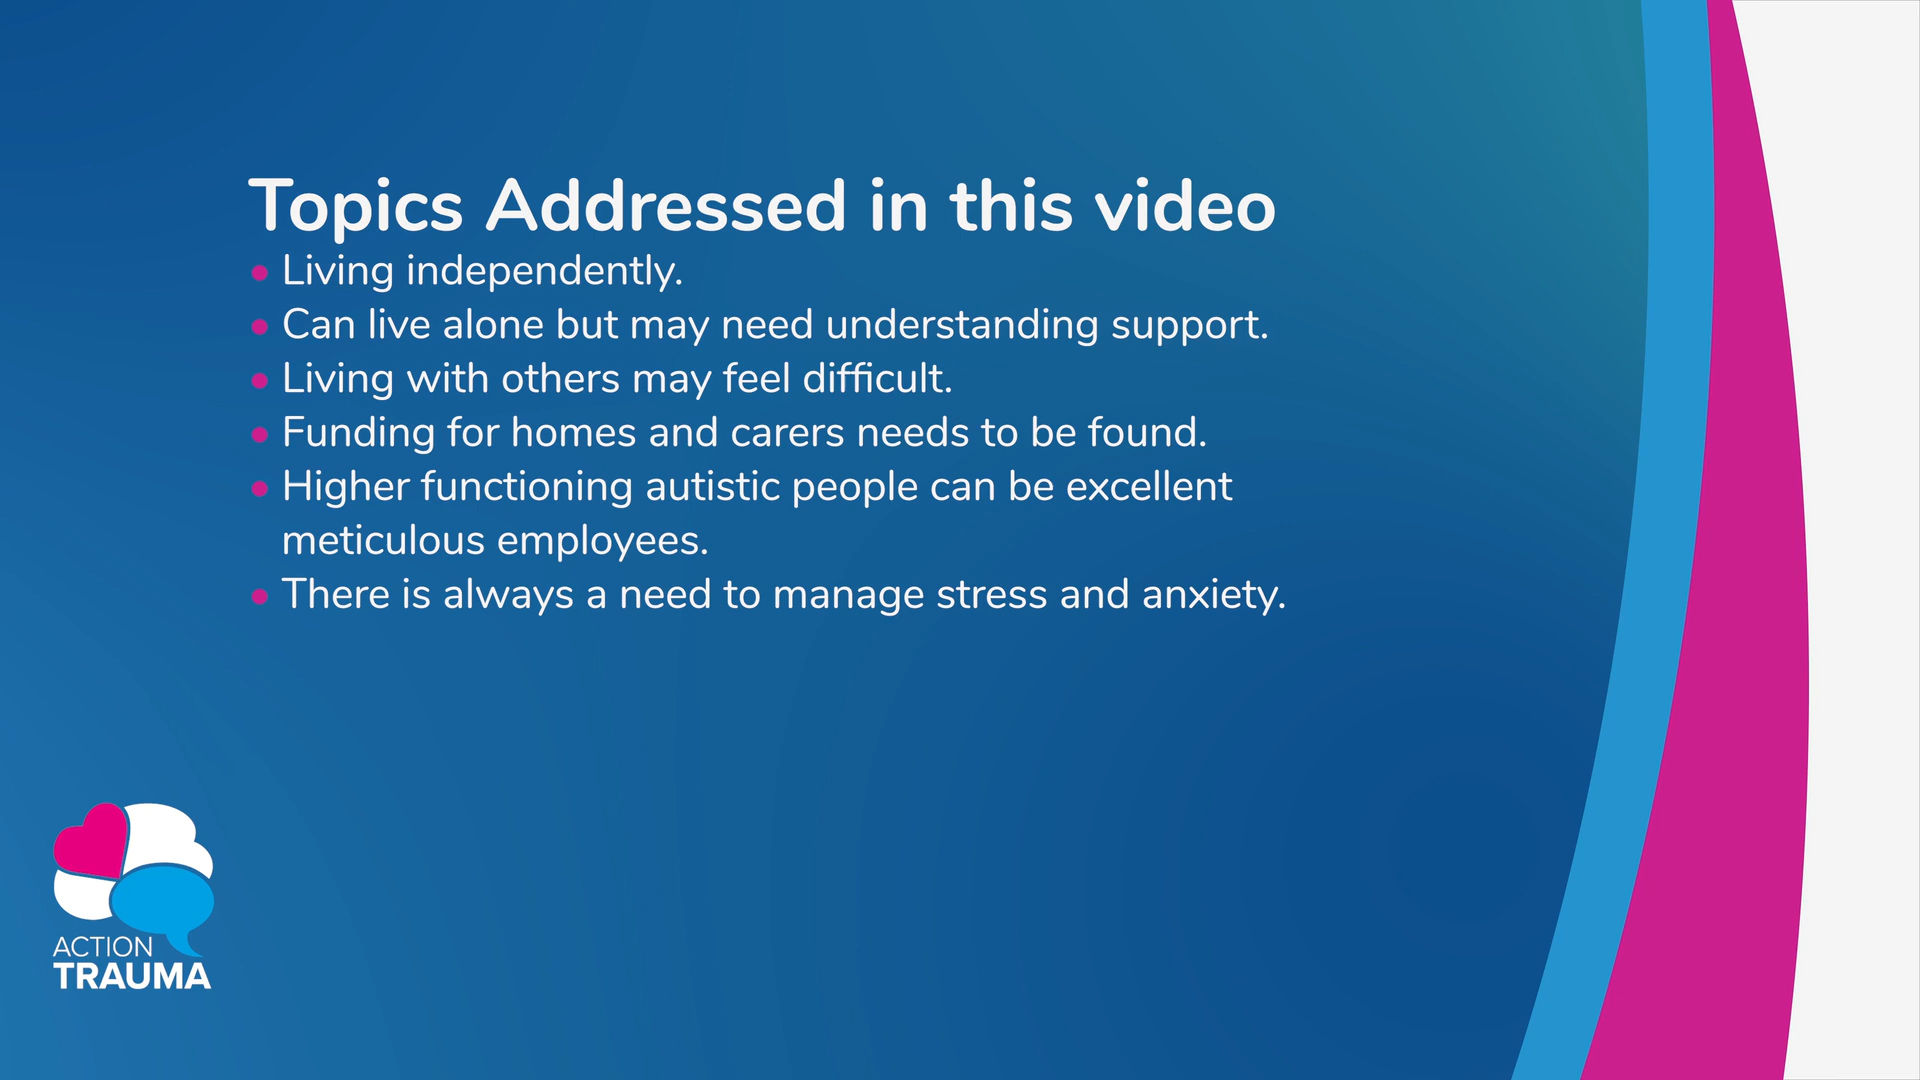 Topics Addressed in this video
• Living independently.
• Can live alone but may need understanding support.
• Living with others may feel difficult.
• Funding for homes and carers needs to be found.
• Higher functioning autistic people can be excellent
meticulous employees.
• There is always a need to manage stress and anxiety.
ACTION
TRAUMA